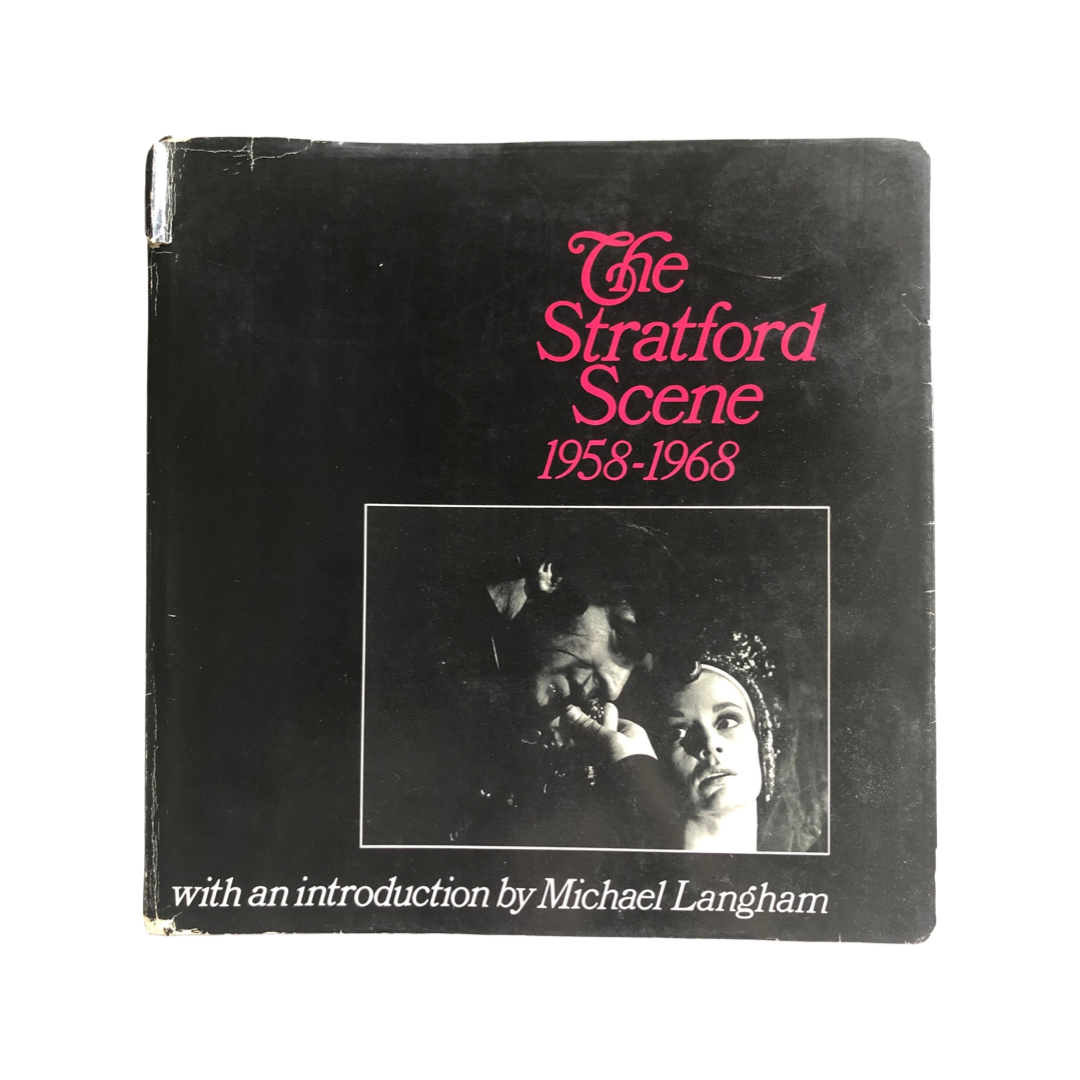 The
Stratford
Scene
1958-1968
with an introduction by Michael Langham